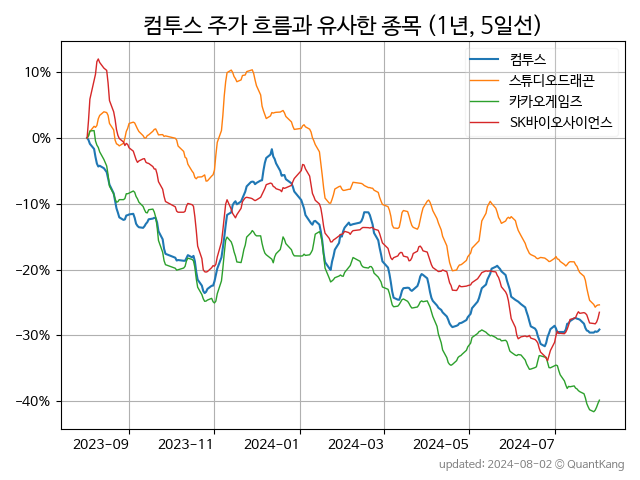 컴투스 주가 흐름과 유사한 종목 (1년, 5일선)
컴투스
스튜디오드래곤
카카오게임즈
SK바이오사이언스
10%
0%
−10%
−20%
−30%
−40%
2023-09 2023-11 2024-01 2024-03 2024-05 2024-07
updated: 2024-08-02 © QuantKang